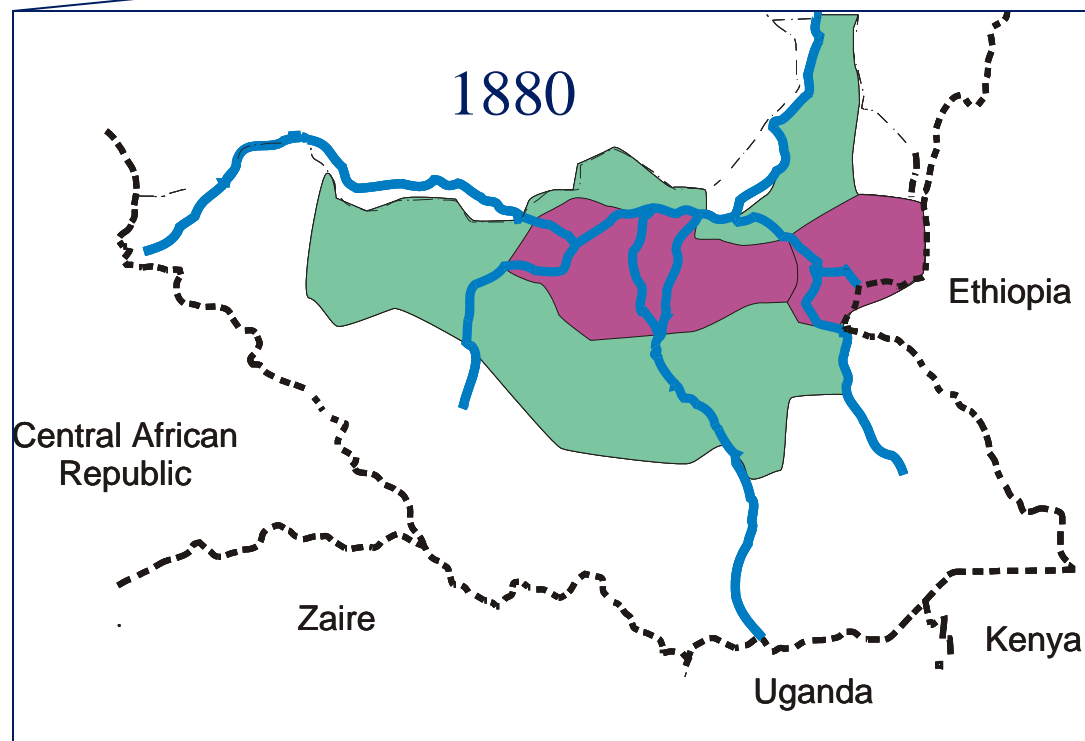 1880
Ethiopia
Central African
Republic
Zaire
Kenya
Uganda